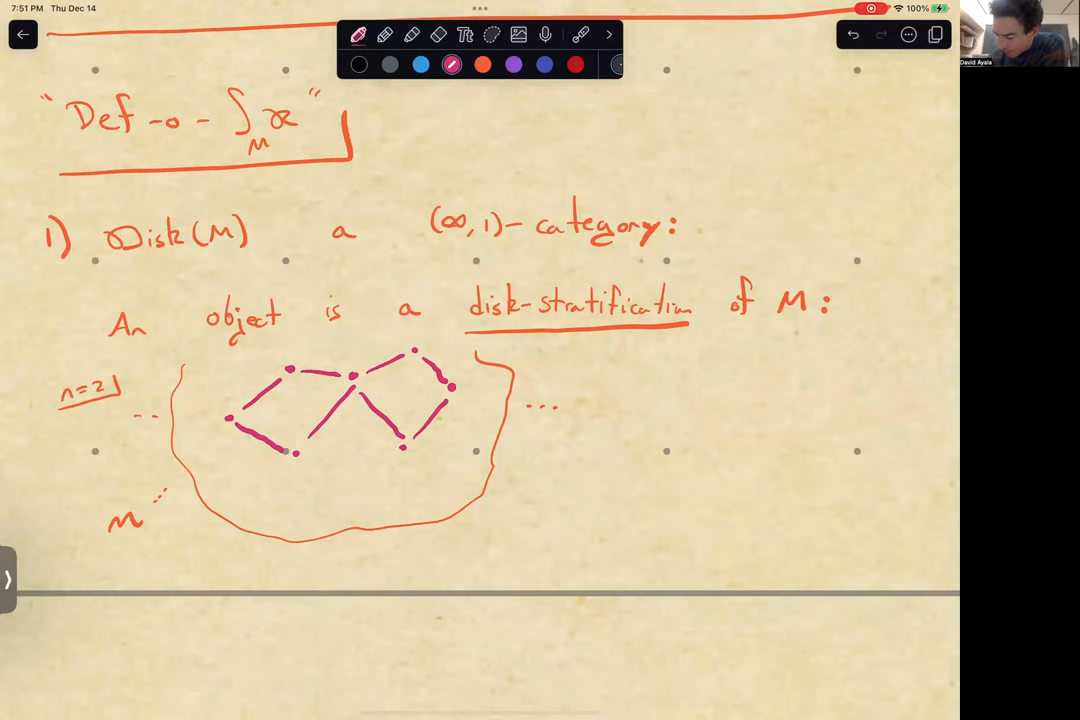 7:51 PM Thu Dec 14
100%
Tt
David Ayala
"Def -o- ∫_M x"
1) Disk(M) a (∞,1)-category:
An object is a disk-stratification of M:
n=2
M